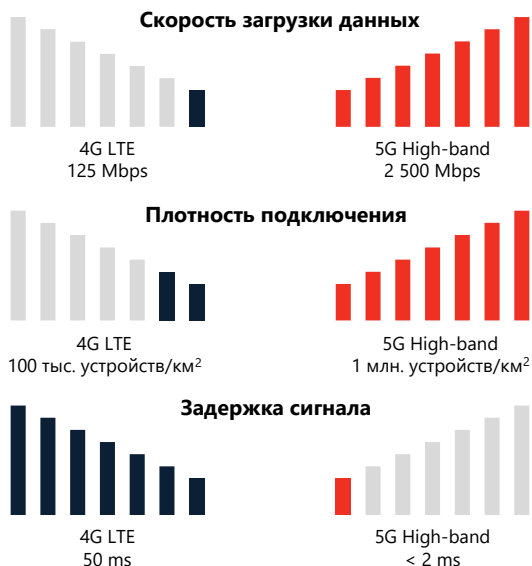 Скорость загрузки данных
4G LTE
125 Mbps
5G High-band
2 500 Mbps
Плотность подключения
4G LTE
100 тыс. устройств/км²
5G High-band
1 млн. устройств/км²
Задержка сигнала
4G LTE
50 ms
5G High-band
< 2 ms